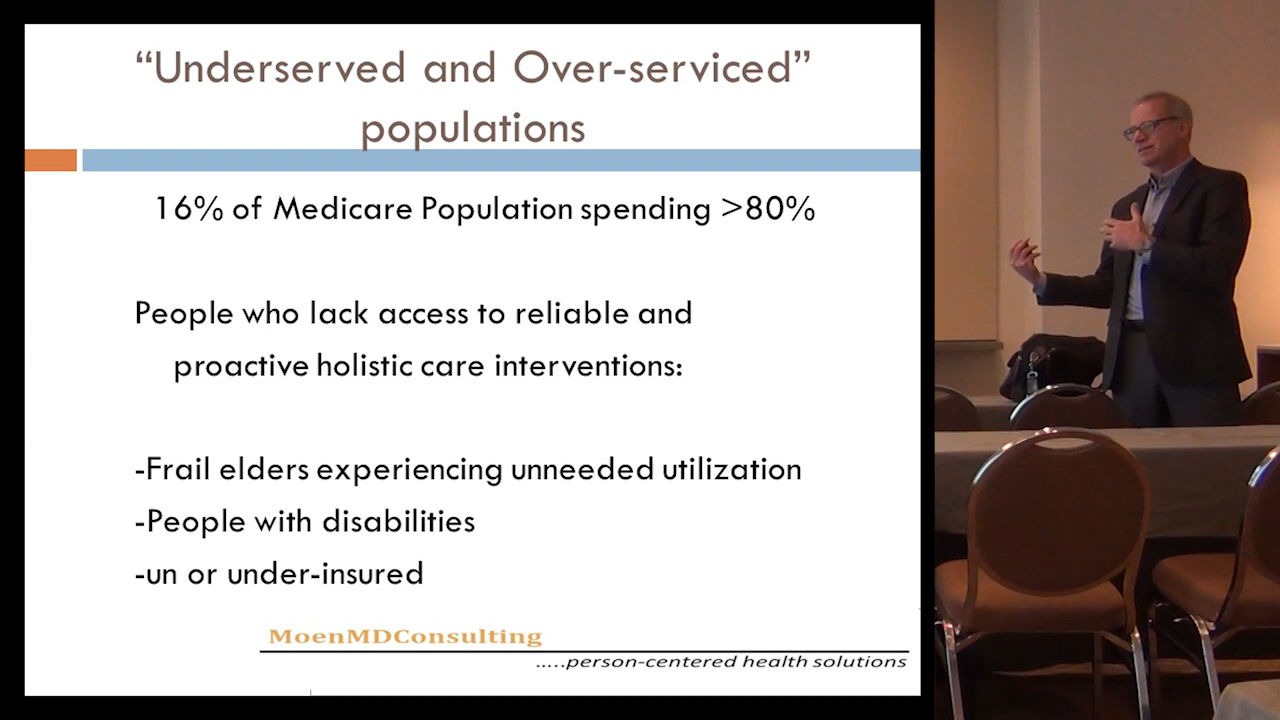 “Underserved and Over-serviced”
populations
16% of Medicare Population spending >80%
People who lack access to reliable and
proactive holistic care interventions:
-Frail elders experiencing unneeded utilization
-People with disabilities
-un or under-insured
MoenMDConsulting
.....person-centered health solutions